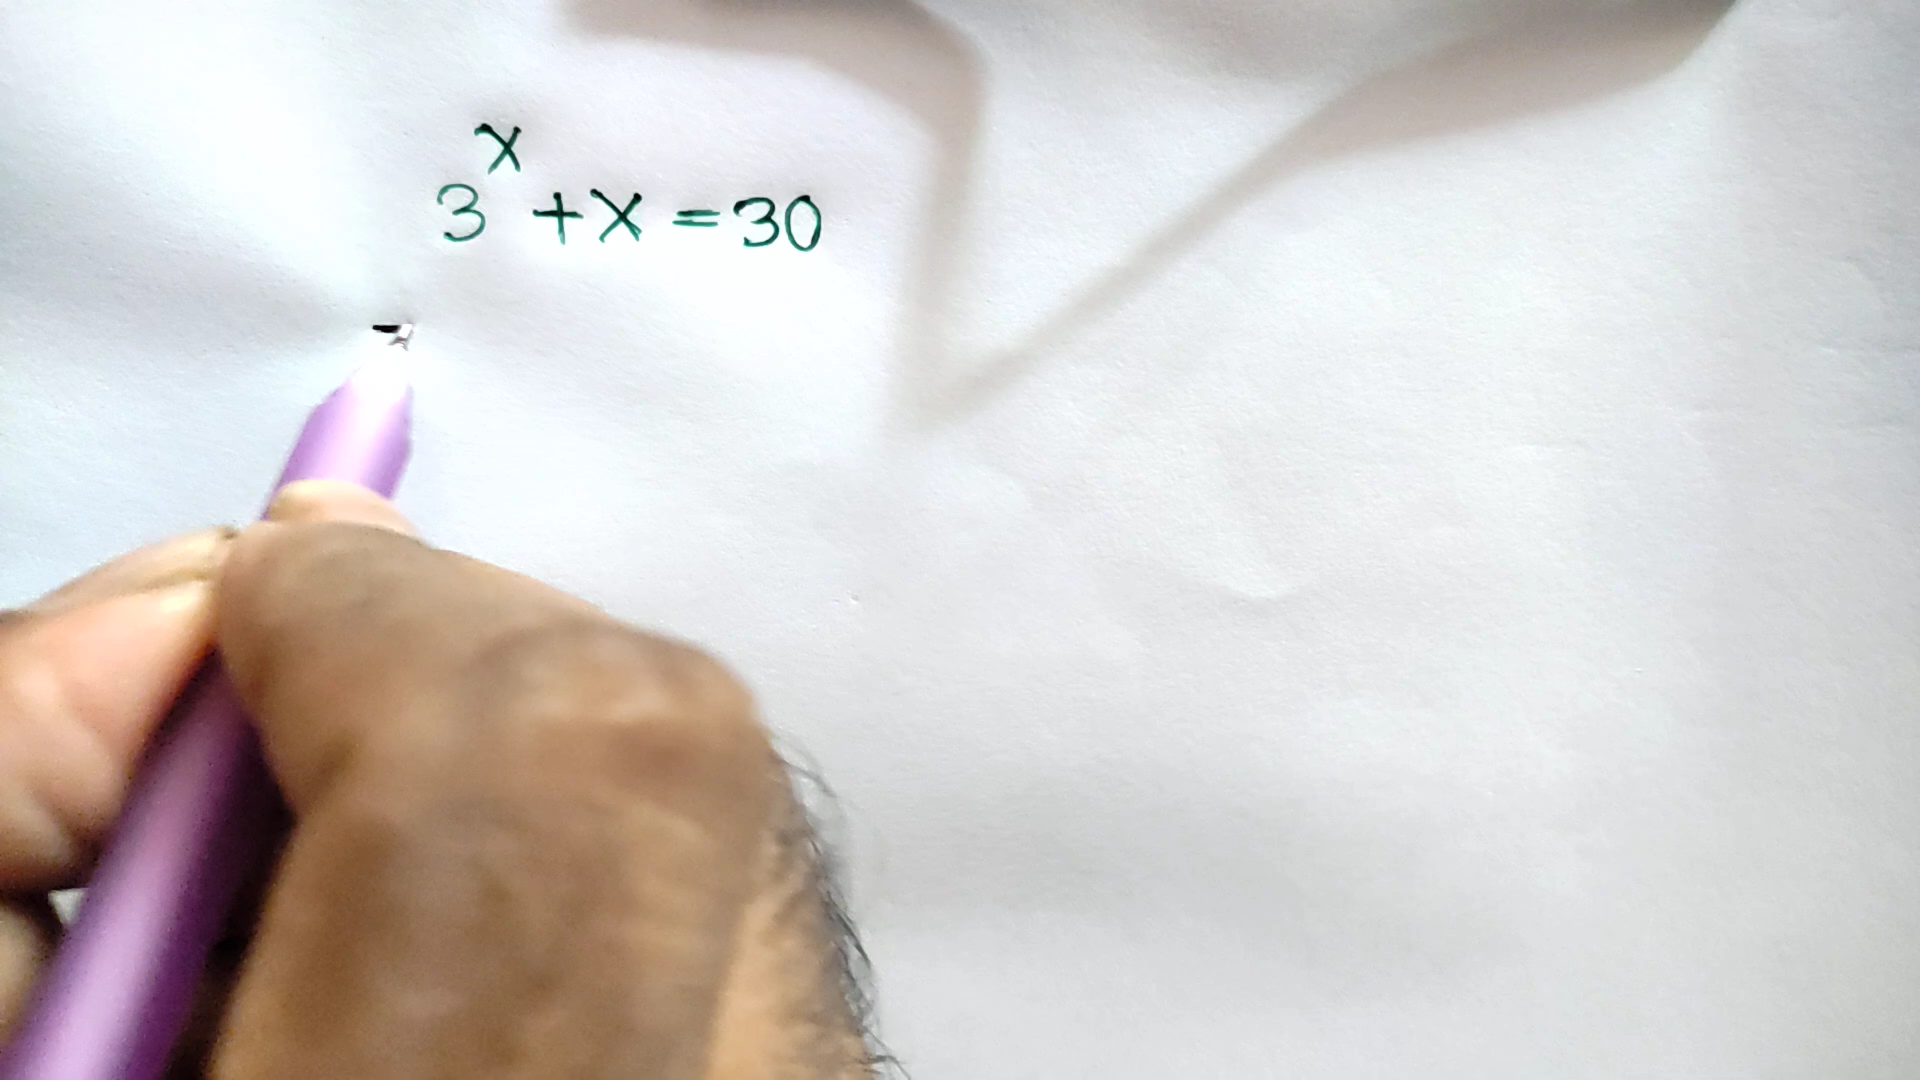 3^x + x = 30